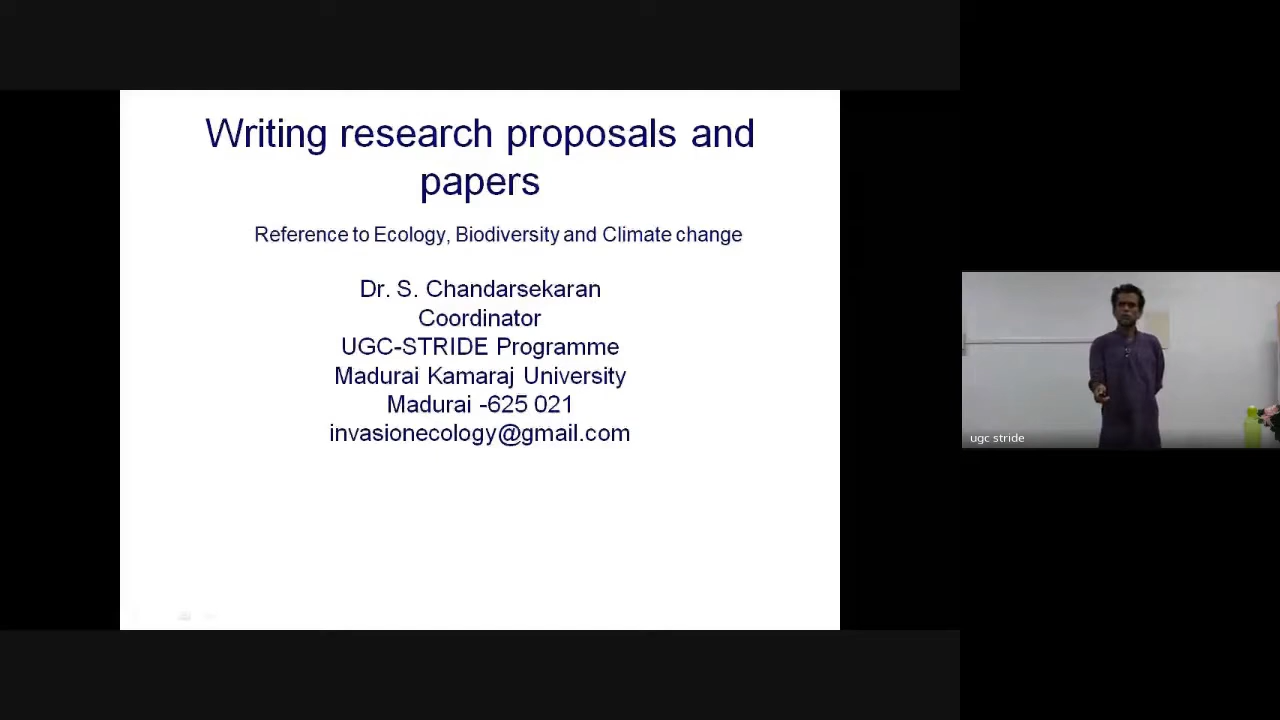 Writing research proposals and
papers
Reference to Ecology, Biodiversity and Climate change
Dr. S. Chandarsekaran
Coordinator
UGC-STRIDE Programme
Madurai Kamaraj University
Madurai -625 021
invasionecology@gmail.com
ugc stride